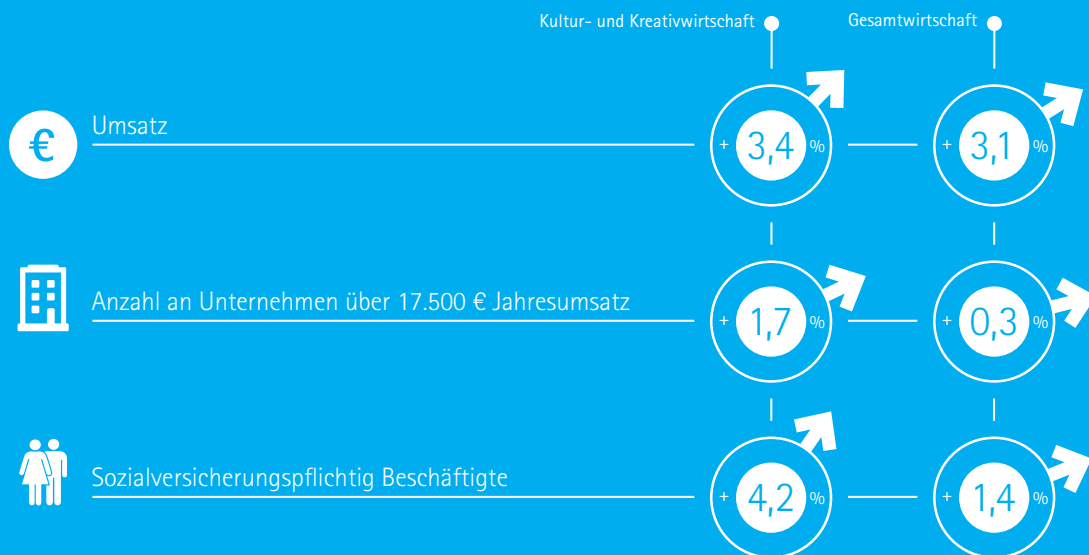 Kultur- und Kreativwirtschaft Gesamtwirtschaft
€ Umsatz + 3,4 % + 3,1 %
Anzahl an Unternehmen über 17.500 € Jahresumsatz + 1,7 % + 0,3 %
Sozialversicherungspflichtig Beschäftigte + 4,2 % + 1,4 %